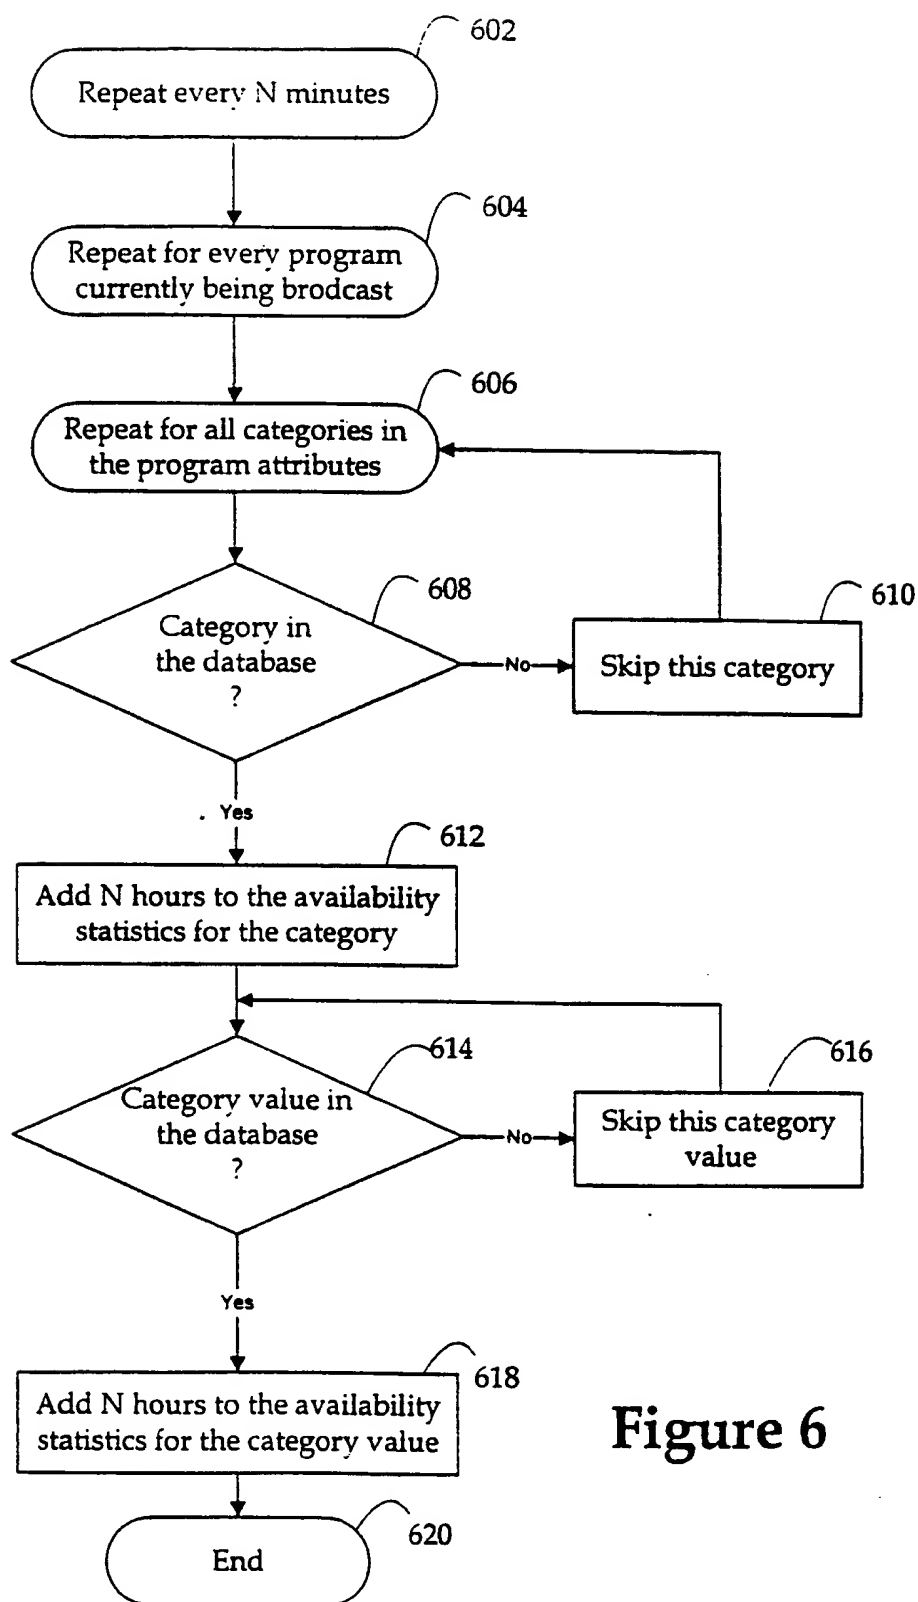 602
Repeat every N minutes
604
Repeat for every program
currently being brodcast
606
Repeat for all categories in
the program attributes
608
Category in
the database
?
No
610
Skip this category
Yes
612
Add N hours to the availability
statistics for the category
614
Category value in
the database
?
No
616
Skip this category
value
Yes
618
Add N hours to the availability
statistics for the category value
Figure 6
620
End